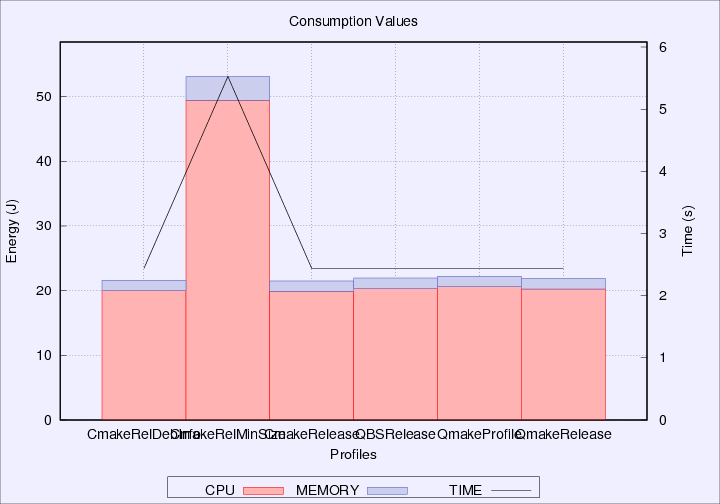 Consumption Values
Energy (J)
50
40
30
20
10
0
6
5
4
3
2
1
0
Time (s)
CmakeRelDebInfo CmakeRelMinSize CmakeRelease QBSRelease QmakeProfile QmakeRelease
Profiles
CPU MEMORY TIME